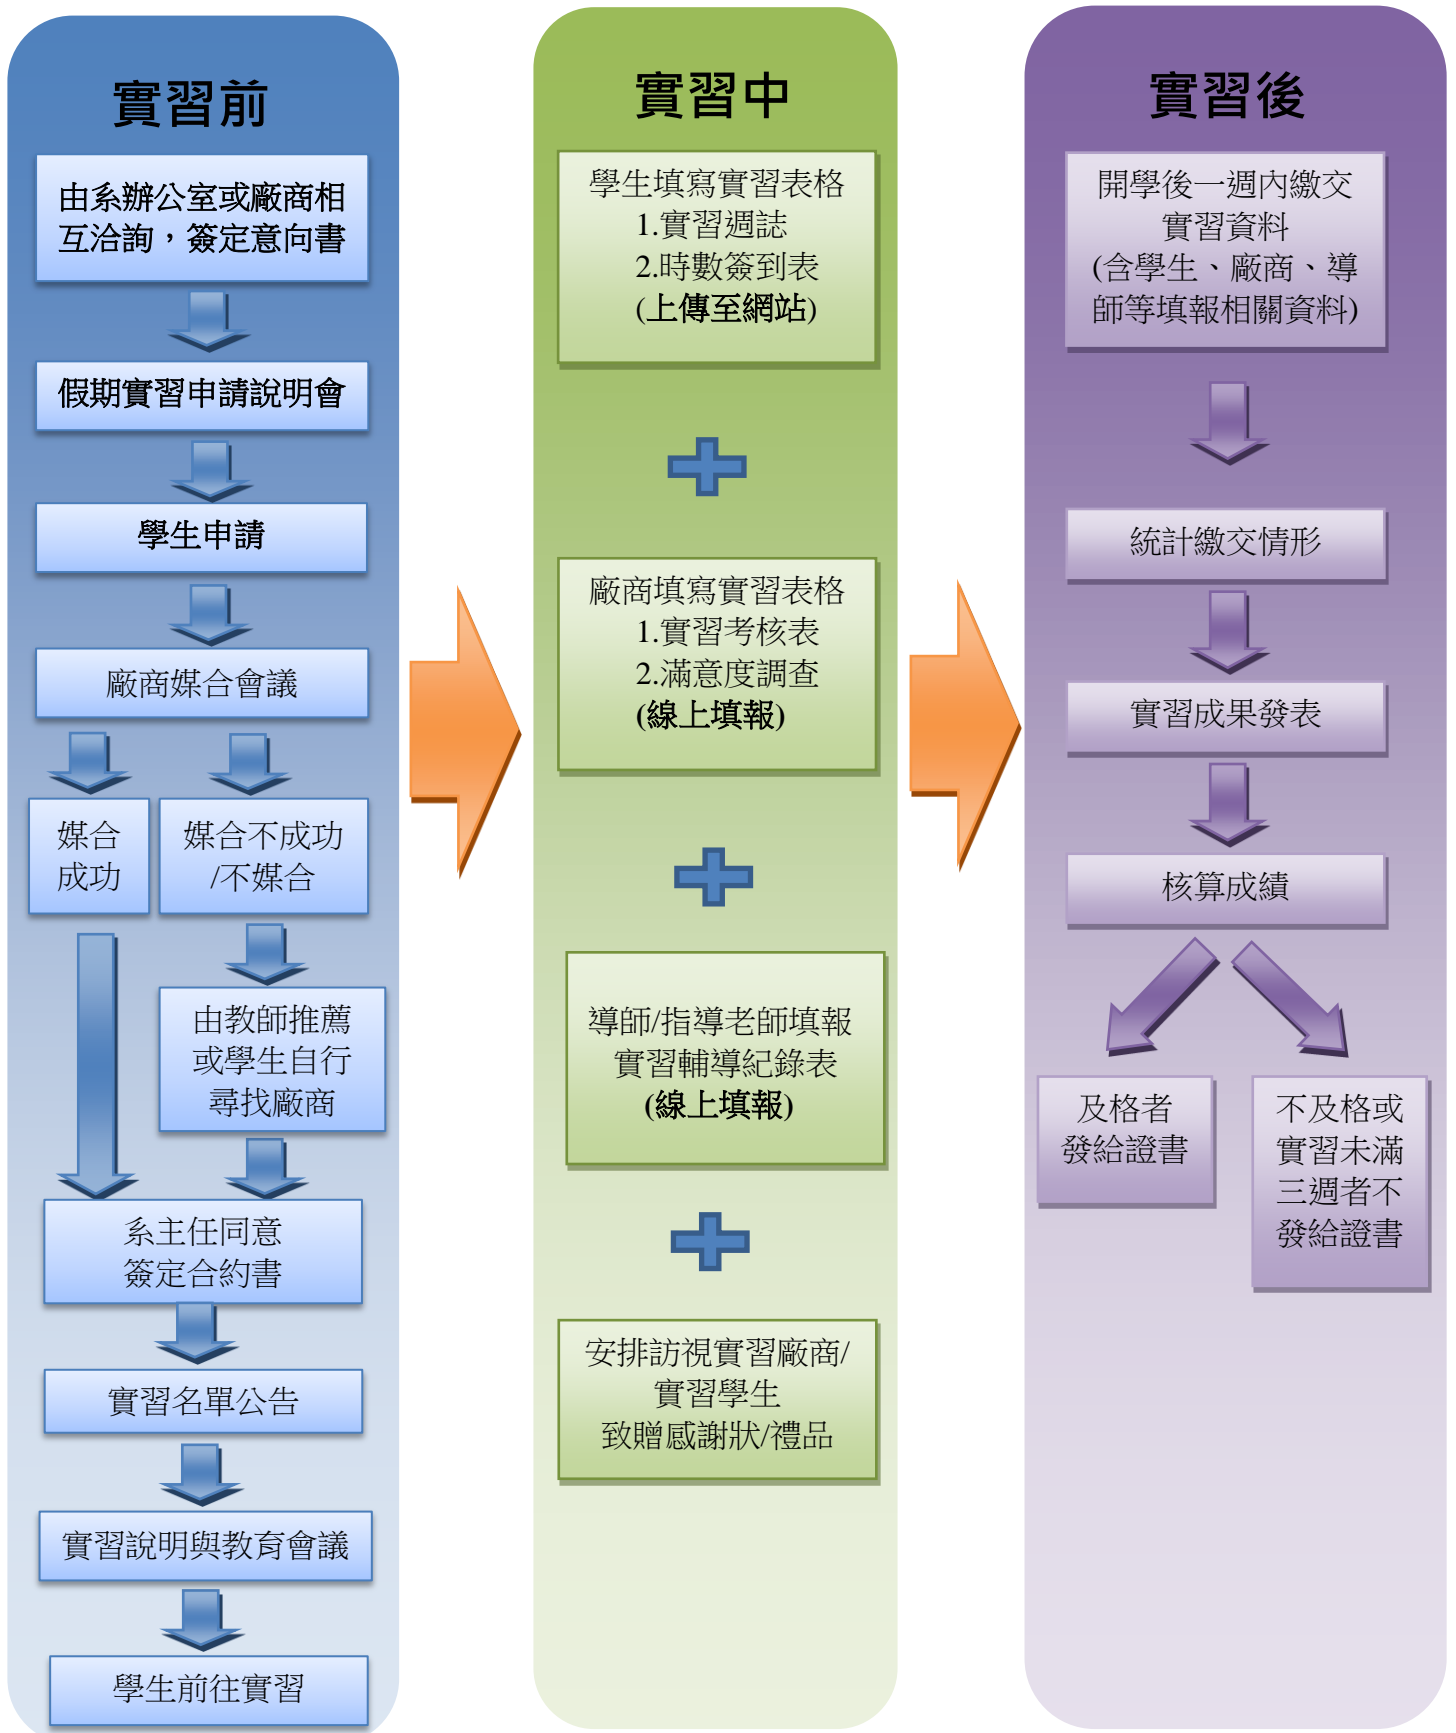 實習前
由系辦公室或廠商相
互洽詢，簽定意向書
假期實習申請說明會
學生申請
廠商媒合會議
媒合
成功
媒合不成功
/不媒合
由教師推薦
或學生自行
尋找廠商
系主任同意
簽定合約書
實習名單公告
實習說明與教育會議
學生前往實習
實習中
學生填寫實習表格
1.實習週誌
2.時數簽到表
(上傳至網站)
廠商填寫實習表格
1.實習考核表
2.滿意度調查
(線上填報)
導師/指導老師填報
實習輔導紀錄表
(線上填報)
安排訪視實習廠商/
實習學生
致贈感謝狀/禮品
實習後
開學後一週內繳交
實習資料
(含學生、廠商、導
師等填報相關資料)
統計繳交情形
實習成果發表
核算成績
及格者
發給證書
不及格或
實習未滿
三週者不
發給證書